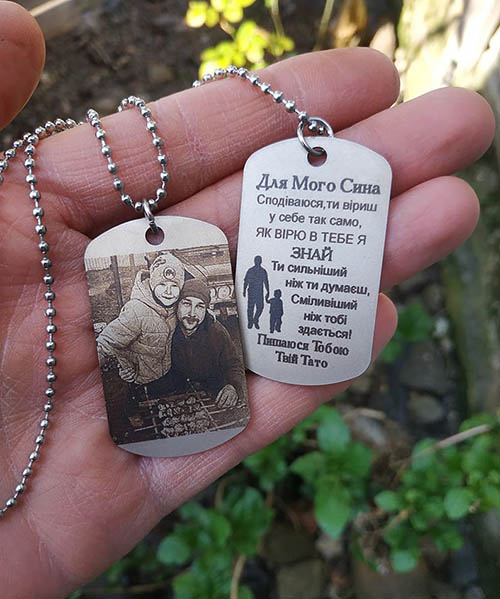 Для Мого Сина
Сподіваюся,ти віриш
у себе так само,
ЯК ВІРЮ В ТЕБЕ Я
ЗНАЙ
Ти сильніший
ніж ти думаєш,
Сміливіший
ніж тобі
здається!
Пишаюся Тобою
Твій Тато